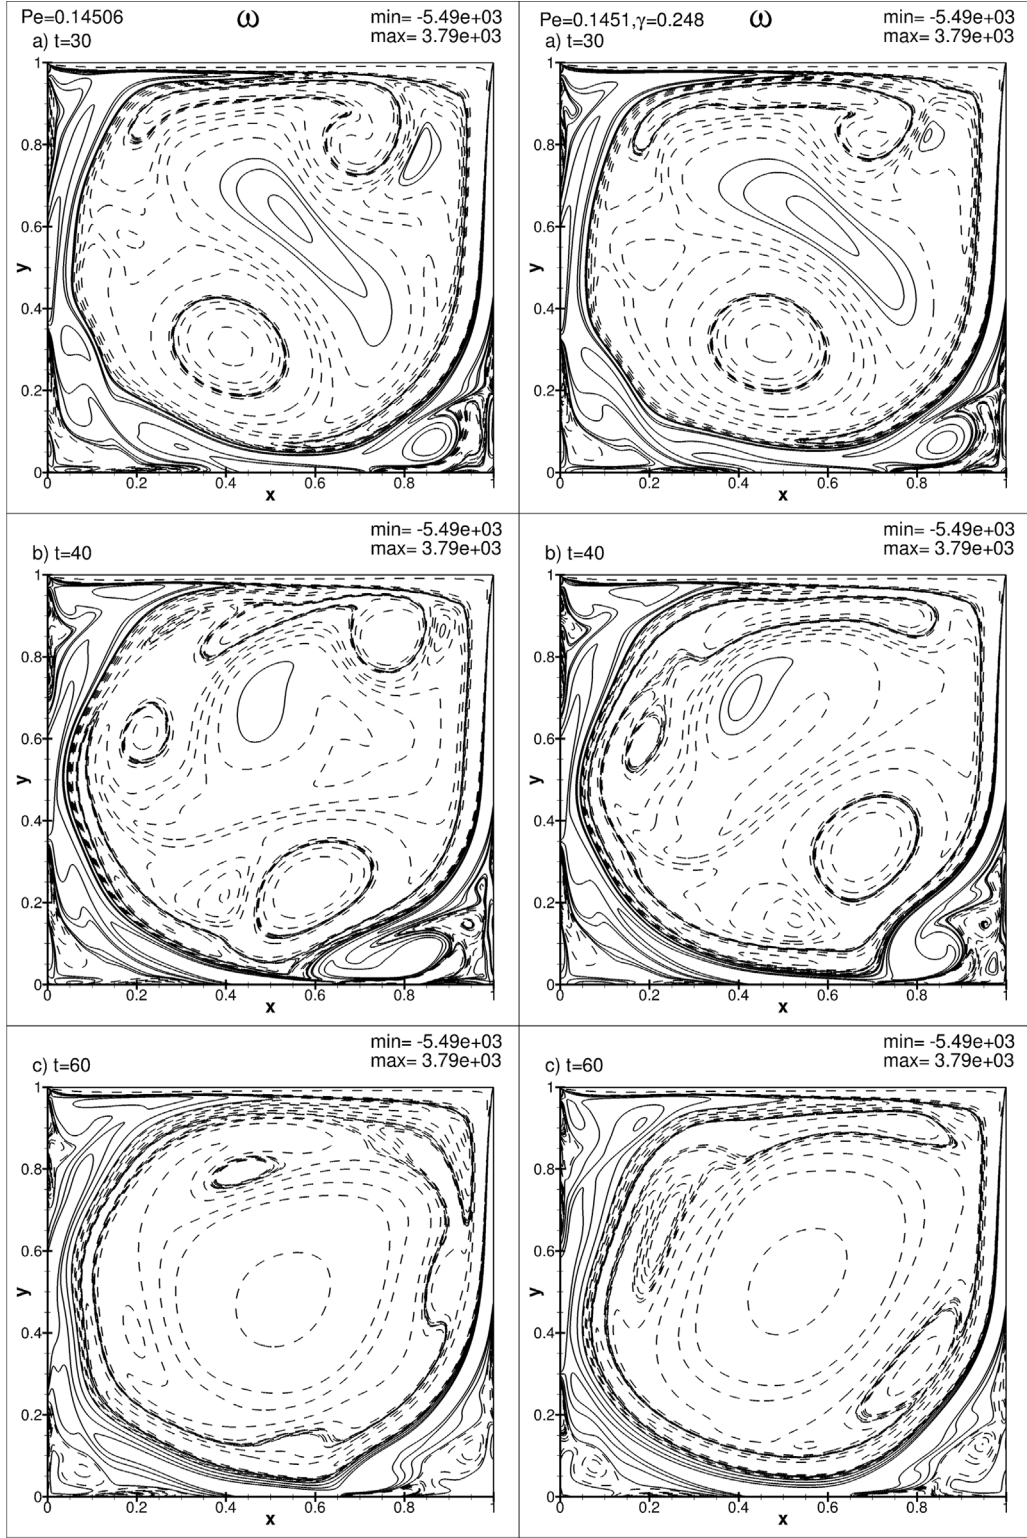 Pe=0.14506
ω
min= -5.49e+03
max= 3.79e+03
a) t=30
1
0.8
0.6
y
0.4
0.2
0
0
0.2
0.4
0.6
0.8
1
x
Pe=0.1451,γ=0.248
ω
min= -5.49e+03
max= 3.79e+03
a) t=30
1
0.8
0.6
y
0.4
0.2
0
0
0.2
0.4
0.6
0.8
1
x
min= -5.49e+03
max= 3.79e+03
b) t=40
1
0.8
0.6
y
0.4
0.2
0
0
0.2
0.4
0.6
0.8
1
x
min= -5.49e+03
max= 3.79e+03
b) t=40
1
0.8
0.6
y
0.4
0.2
0
0
0.2
0.4
0.6
0.8
1
x
min= -5.49e+03
max= 3.79e+03
c) t=60
1
0.8
0.6
y
0.4
0.2
0
0
0.2
0.4
0.6
0.8
1
x
min= -5.49e+03
max= 3.79e+03
c) t=60
1
0.8
0.6
y
0.4
0.2
0
0
0.2
0.4
0.6
0.8
1
x